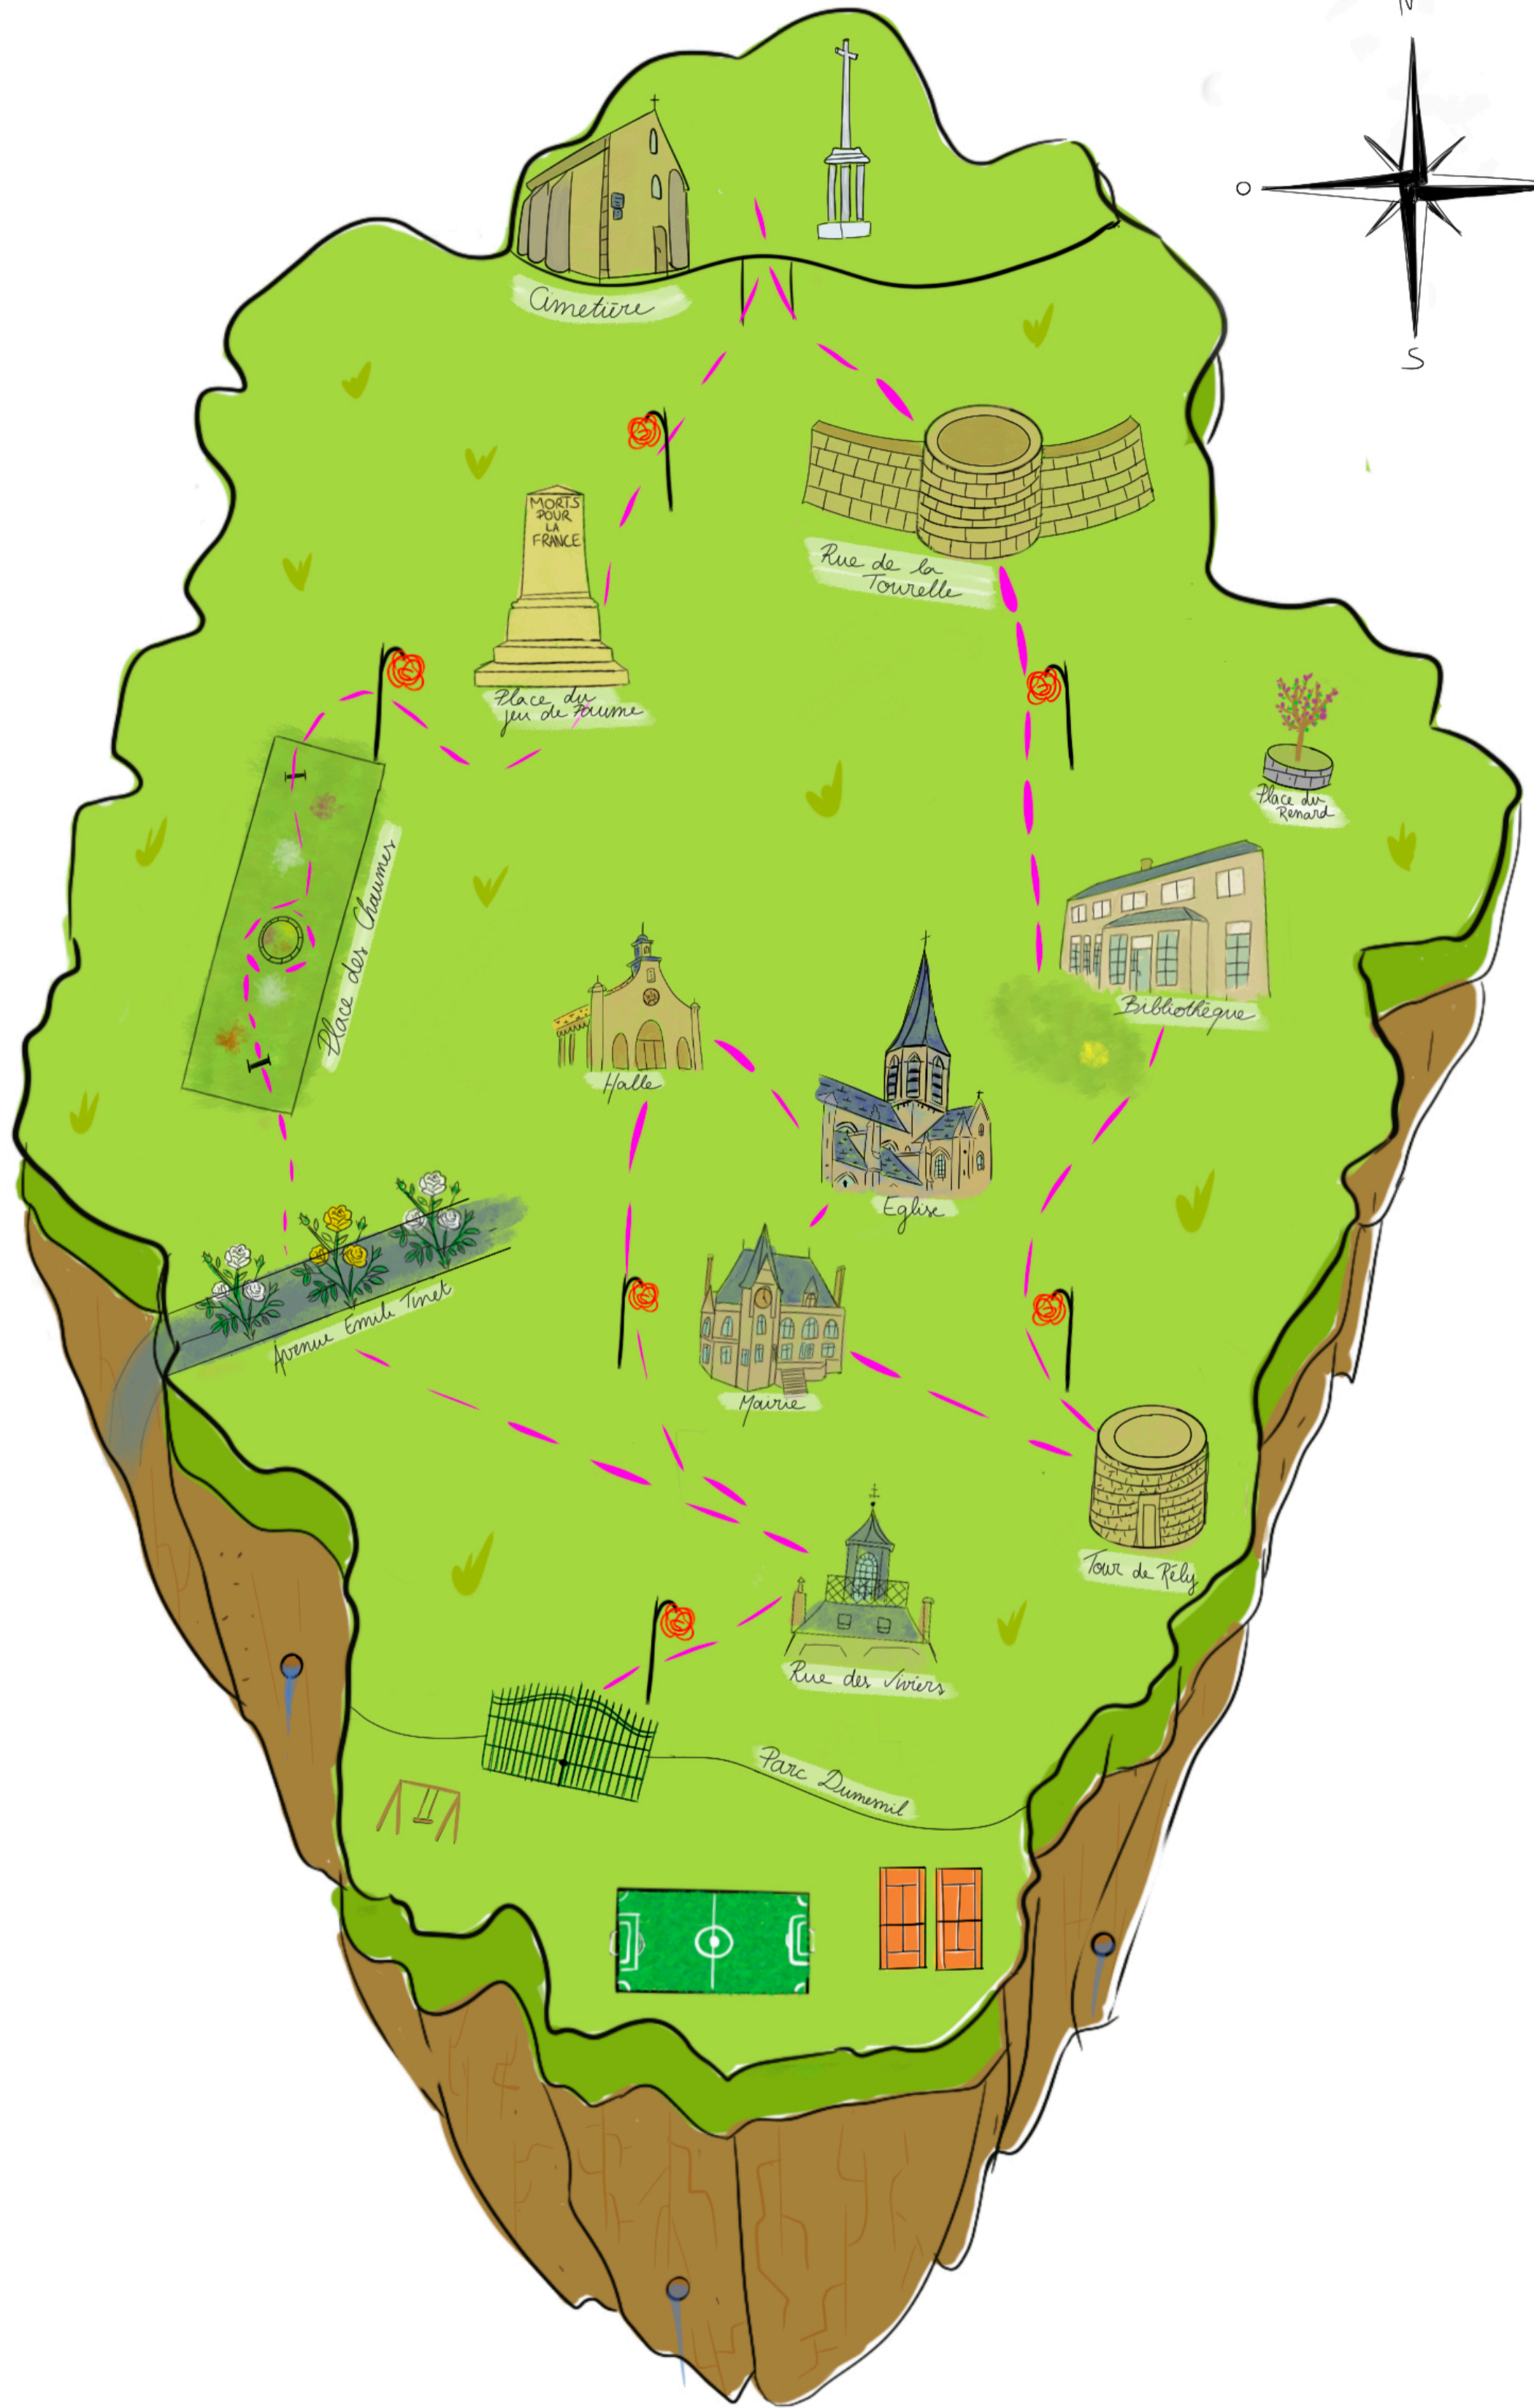 N
O
S
Cimetière
MORTS
POUR
LA
FRANCE
Rue de la
Tourelle
Place du
jeu de Paume
Place du
Renard
Place des Chaumes
Bibliothèque
Halle
Eglise
Avenue Emile Tinet
Mairie
Tour de Rély
Rue des Viviers
Parc Dumesnil